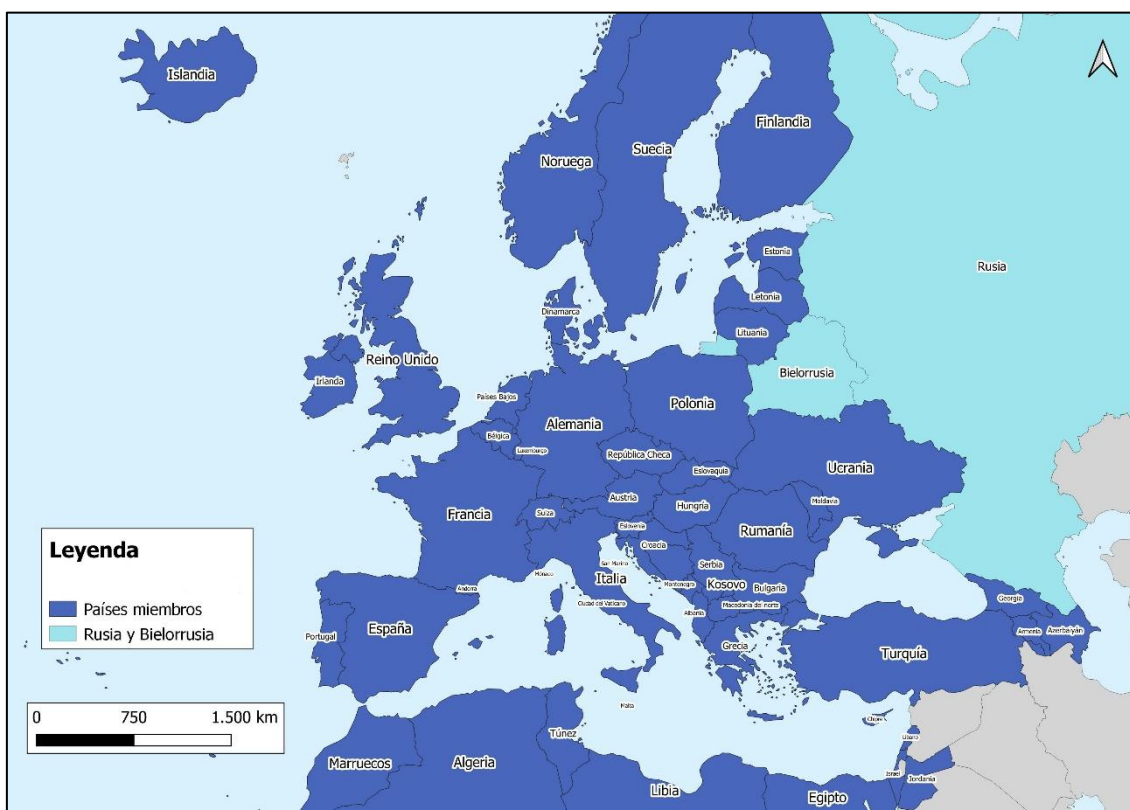 Islandia
Finlandia
Suecia
Noruega
Estonia
Rusia
Letonia
Dinamarca
Lituania
Reino Unido
Bielorrusia
Irlanda
Países Bajos
Polonia
Alemania
Bélgica
Luxemburgo
República Checa
Eslovaquia
Ucrania
Austria
Moldavia
Hungría
Francia
Suiza
Eslovenia
Rumanía
Croacia
San Marino
Serbia
Mónaco
Italia
Montenegro
Kosovo
Bulgaria
Andorra
Georgia
Ciudad del Vaticano
Macedonia del norte
Albania
España
Portugal
Armenia
Azerbaiyán
Grecia
Turquía
Malta
Chipre
Túnez
Líbano
Marruecos
Algeria
Israel
Jordania
Libia
Egipto
Leyenda
Países miembros
Rusia y Bielorrusia
0 750 1.500 km